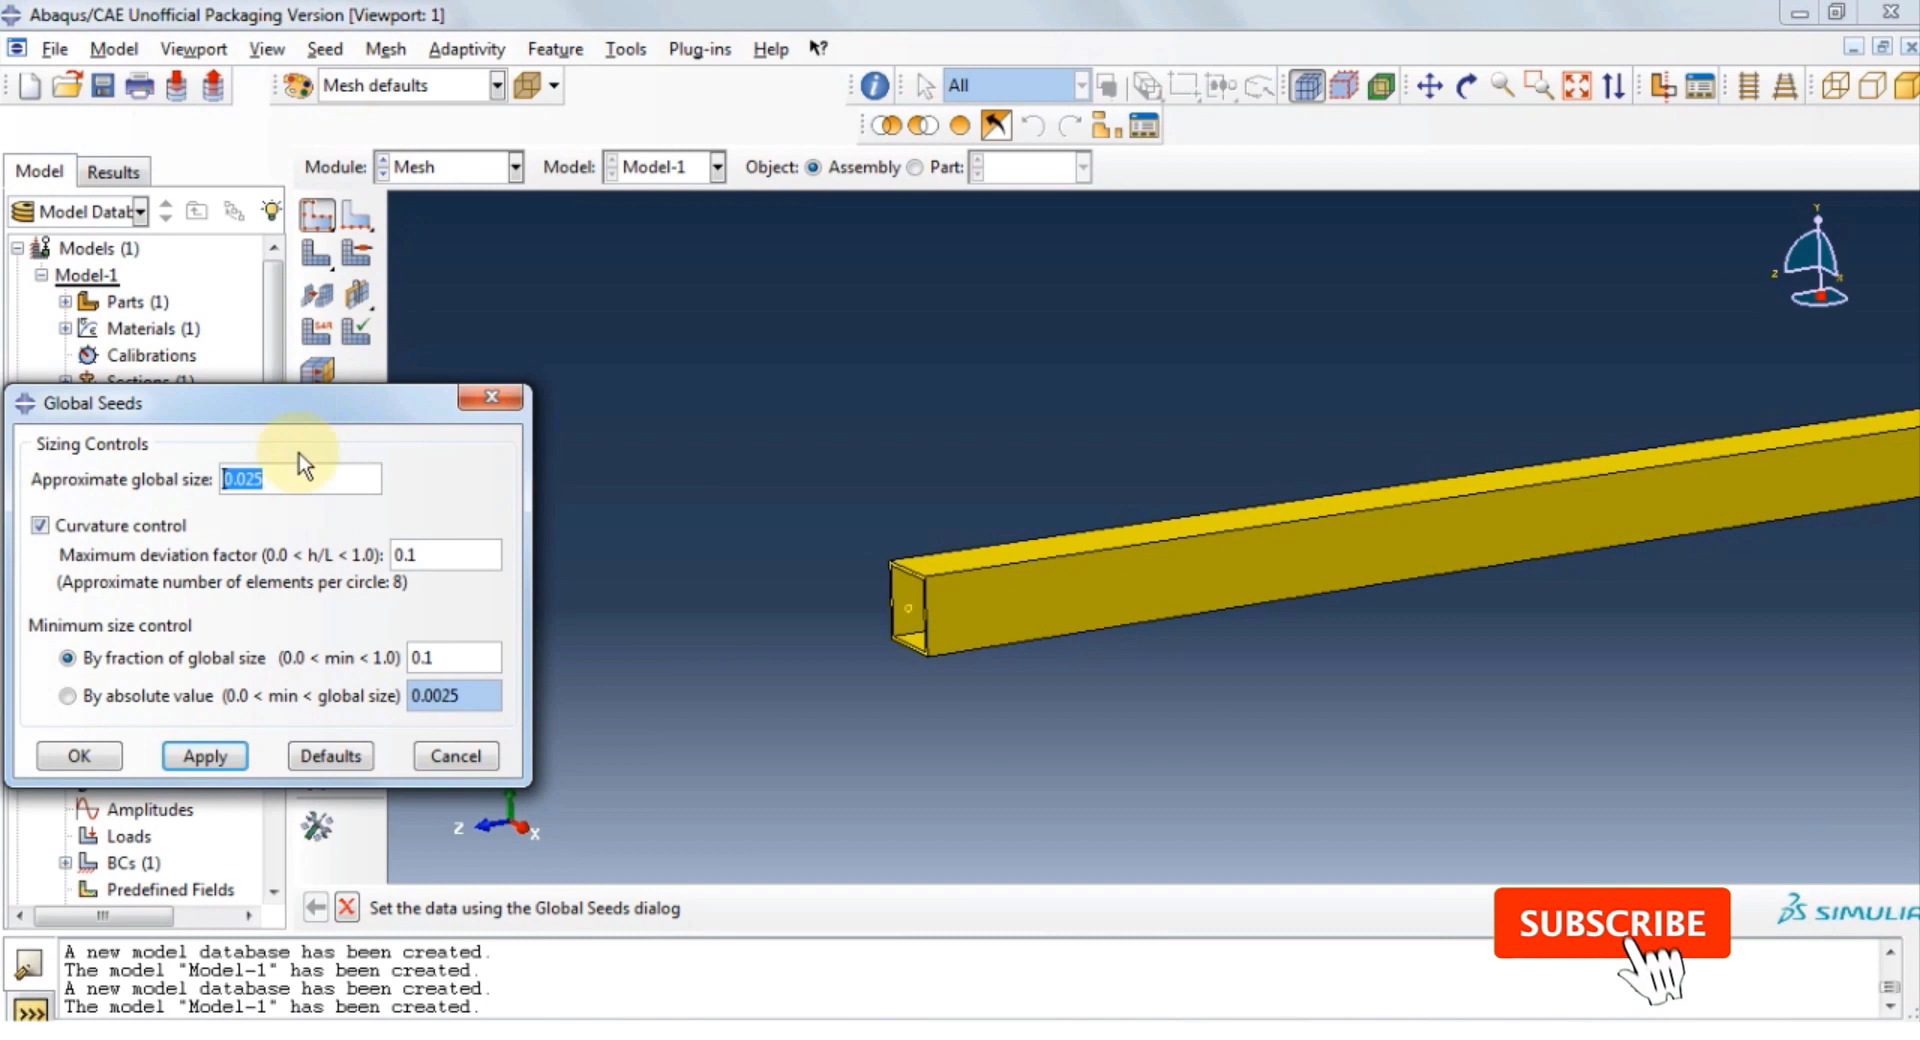 Abaqus/CAE Unofficial Packaging Version [Viewport: 1]
File Model Viewport View Seed Mesh Adaptivity Feature Tools Plug-ins Help
Mesh defaults
All
Model Results
Module: Mesh Model: Model-1 Object: Assembly Part:
Model Datab
Models (1)
Model-1
Parts (1)
Materials (1)
Calibrations
Sections (1)
Global Seeds
Sizing Controls
Approximate global size: 0.025
Curvature control
Maximum deviation factor (0.0 < h/L < 1.0): 0.1
(Approximate number of elements per circle: 8)
Minimum size control
By fraction of global size (0.0 < min < 1.0) 0.1
By absolute value (0.0 < min < global size) 0.0025
OK Apply Defaults Cancel
Amplitudes
Loads
BCs (1)
Predefined Fields
Y
Z
X
Z
X
Set the data using the Global Seeds dialog
SUBSCRIBE
SIMULIA
A new model database has been created.
The model "Model-1" has been created.
A new model database has been created.
The model "Model-1" has been created.
>>>